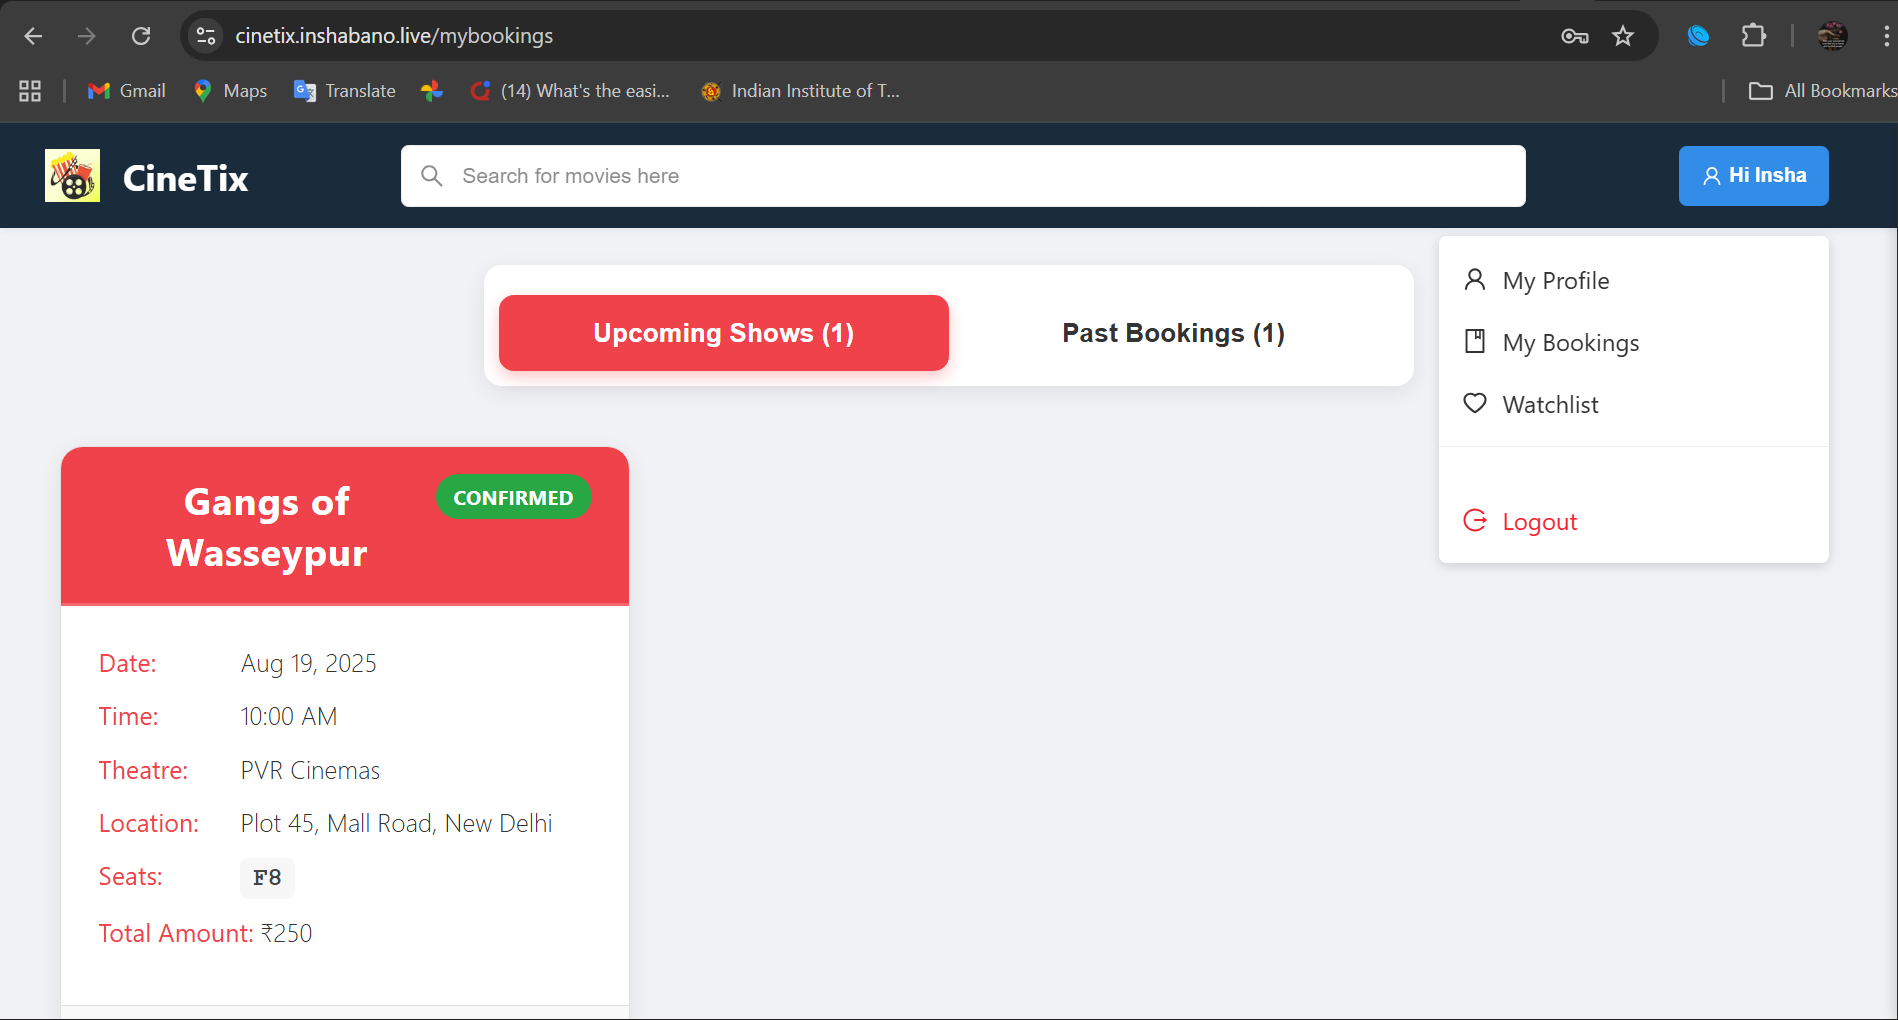 cinetix.inshabano.live/mybookings
Gmail
Maps
Translate
(14) What's the easi...
Indian Institute of T...
All Bookmarks
CineTix
Search for movies here
Hi Insha
My Profile
My Bookings
Watchlist
Logout
Upcoming Shows (1)
Past Bookings (1)
Gangs of
Wasseypur
CONFIRMED
Date: Aug 19, 2025
Time: 10:00 AM
Theatre: PVR Cinemas
Location: Plot 45, Mall Road, New Delhi
Seats: F8
Total Amount: ₹250